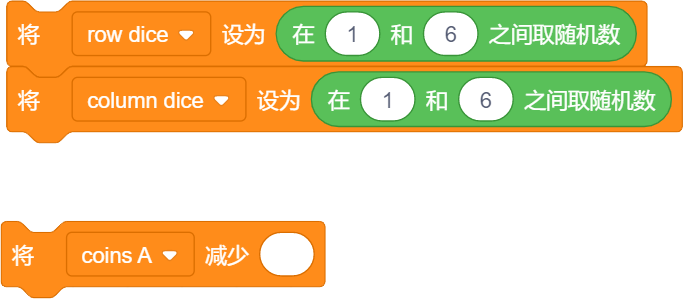 将 row dice 设为 在 1 和 6 之间取随机数
将 column dice 设为 在 1 和 6 之间取随机数
将 coins A 减少